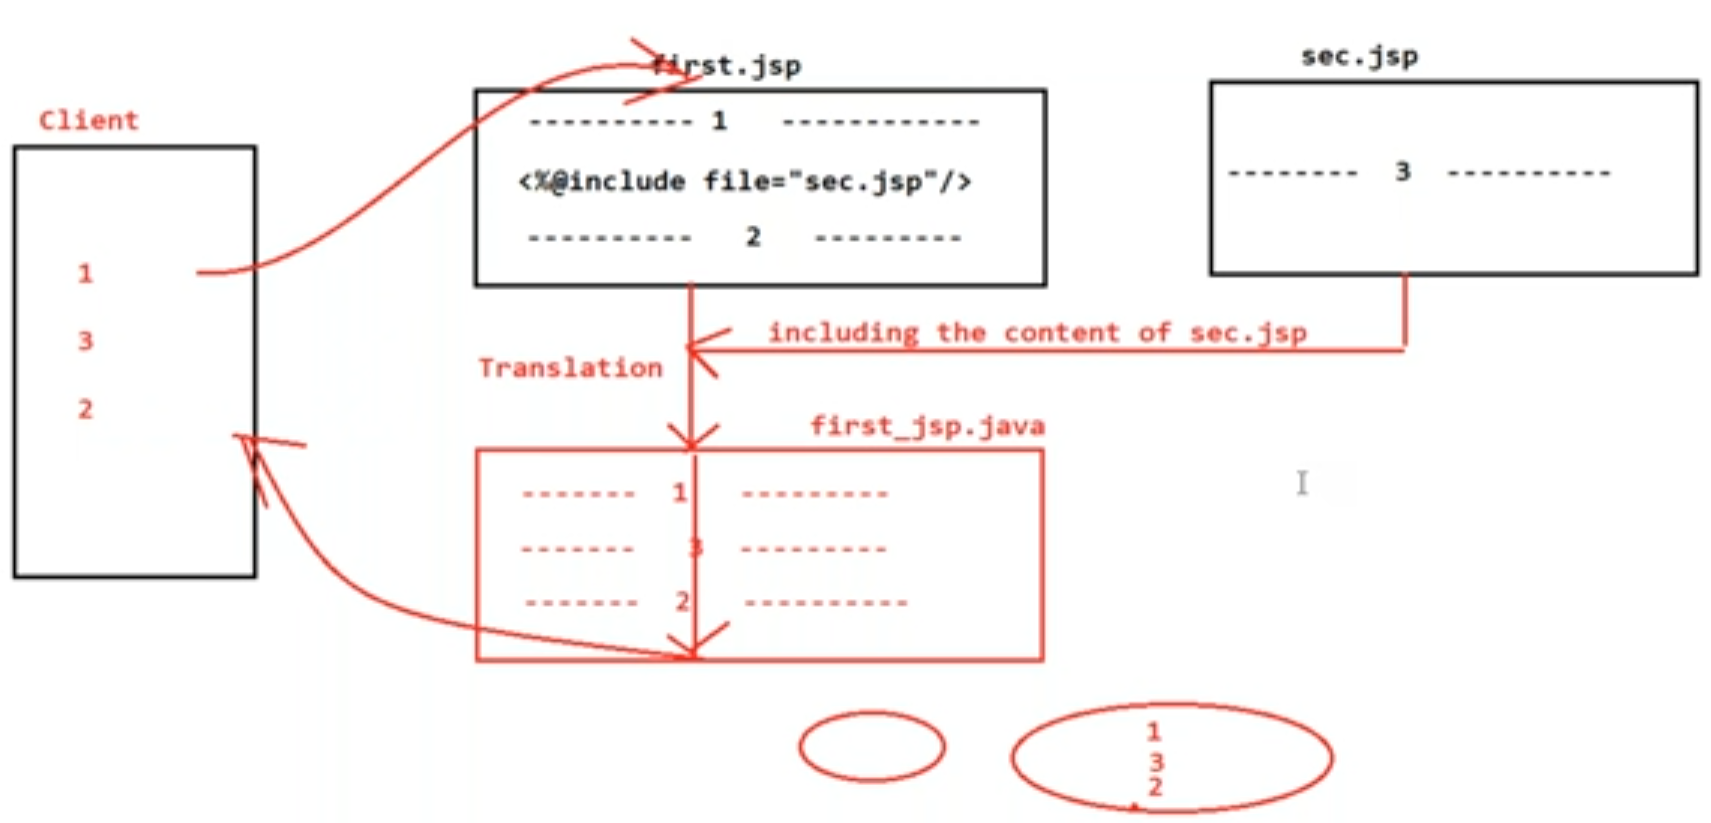 first.jsp
---------- 1 ------------
<%@include file="sec.jsp"/>
---------- 2 ---------
sec.jsp
-------- 3 ----------
Client
1
3
2
including the content of sec.jsp
Translation
first_jsp.java
------- 1 ---------
------- 3 ---------
------- 2 ----------
1
3
2